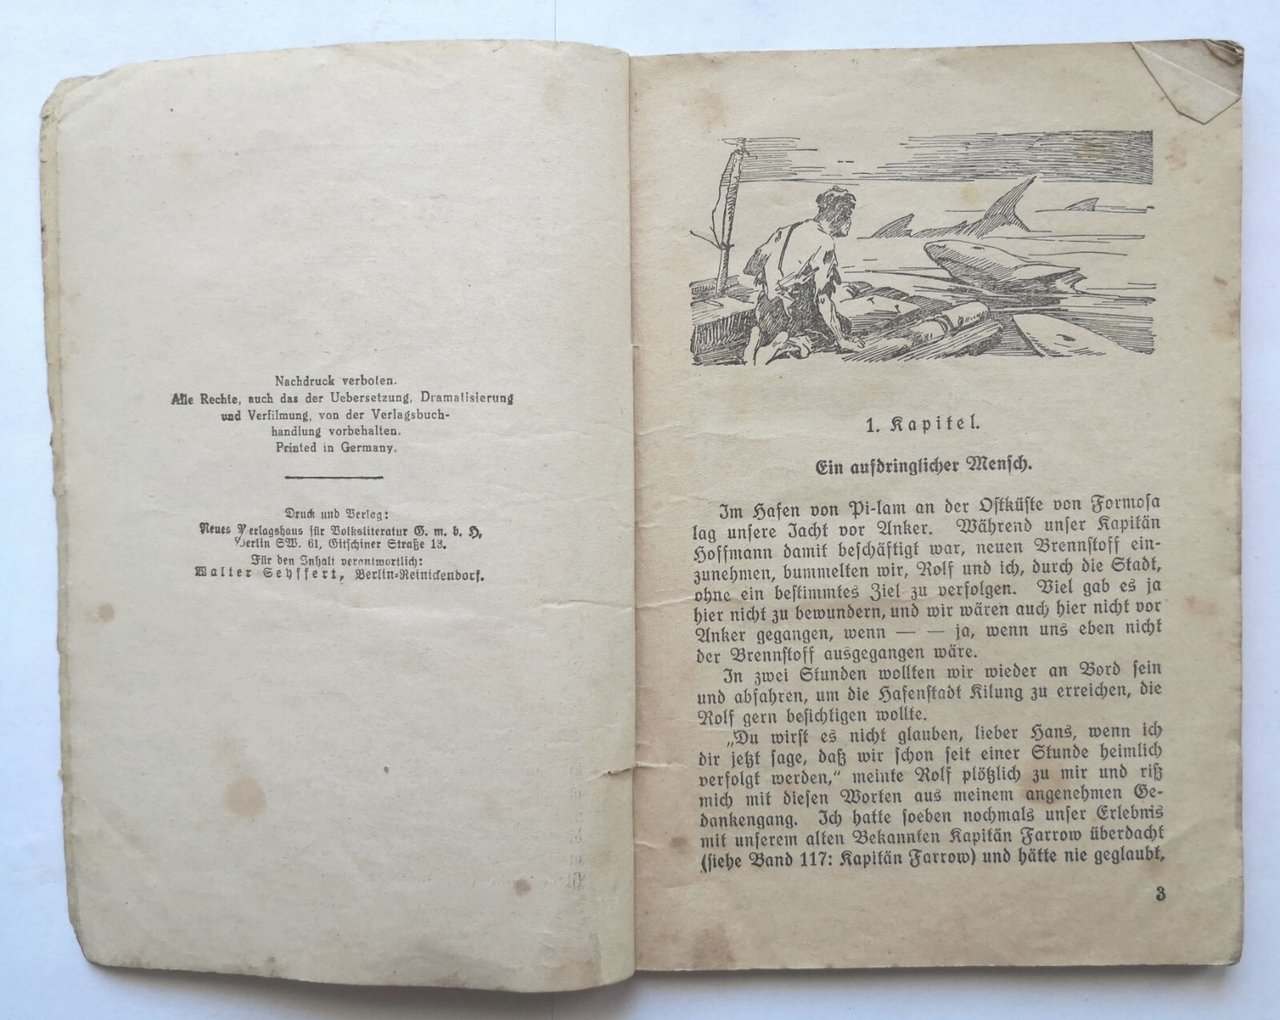 Nachdruck verboten.
Alle Rechte, auch das der Uebersetzung, Dramatisierung
und Verfilmung, von der Verlagsbuch-
handlung vorbehalten.
Printed in Germany.
Druck und Verlag:
Neues Verlagshaus für Volksliteratur G. m. b. H,
Berlin SW. 61, Gitschiner Straße 13.
Für den Inhalt verantwortlich:
Walter Seyffert, Berlin-Reinickendorf.
1. Kapitel.
Ein aufdringlicher Mensch.
Im Hafen von Pi-lam an der Ostküste von Formosa
lag unsere Jacht vor Anker. Während unser Kapitän
Hoffmann damit beschäftigt war, neuen Brennstoff ein-
zunehmen, bummelten wir, Rolf und ich, durch die Stadt,
ohne ein bestimmtes Ziel zu verfolgen. Viel gab es ja
hier nicht zu bewundern, und wir wären auch hier nicht vor
Anker gegangen, wenn — — ja, wenn uns eben nicht
der Brennstoff ausgegangen wäre.
In zwei Stunden wollten wir wieder an Bord sein
und abfahren, um die Hafenstadt Kilung zu erreichen, die
Rolf gern besichtigen wollte.
„Du wirst es nicht glauben, lieber Hans, wenn ich
dir jetzt sage, daß wir schon seit einer Stunde heimlich
verfolgt werden,“ meinte Rolf plötzlich zu mir und riß
mich mit diesen Worten aus meinem angenehmen Ge-
dankengang. Ich hatte soeben nochmals unser Erlebnis
mit unserem alten Bekannten Kapitän Farrow überdacht
(siehe Band 117: Kapitän Farrow) und hätte nie geglaubt,
3